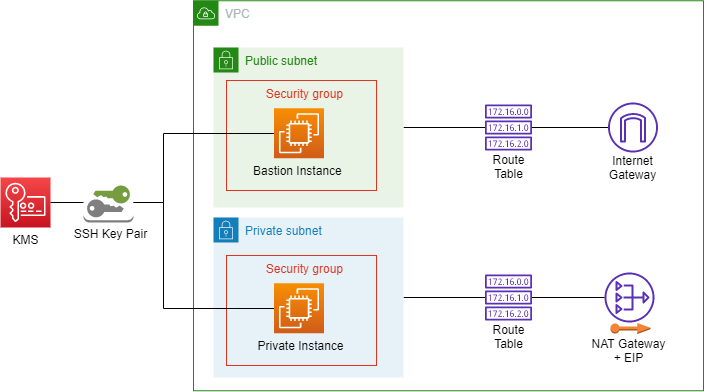 VPC
Public subnet
Security group
Bastion Instance
172.16.0.0
172.16.1.0
172.16.2.0
Route
Table
Internet
Gateway
KMS
SSH Key Pair
Private subnet
Security group
Private Instance
172.16.0.0
172.16.1.0
172.16.2.0
Route
Table
NAT Gateway
+ EIP